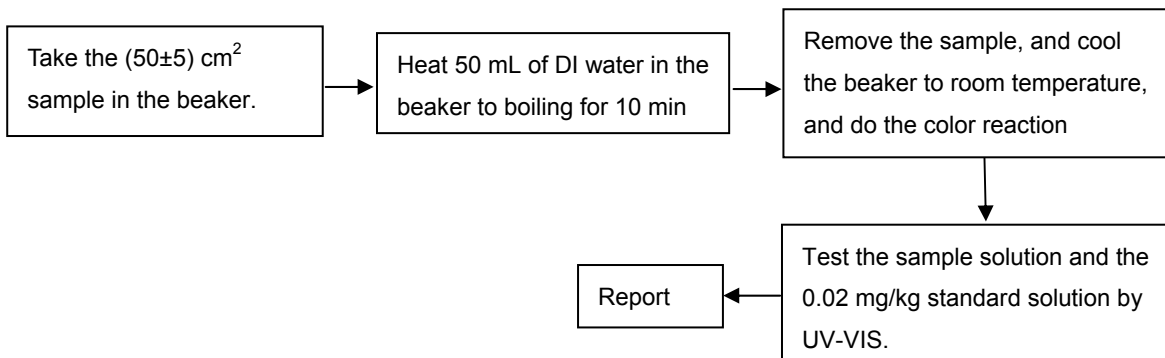 Take the (50±5) cm²
sample in the beaker.
Heat 50 mL of DI water in the
beaker to boiling for 10 min
Remove the sample, and cool
the beaker to room temperature,
and do the color reaction
Test the sample solution and the
0.02 mg/kg standard solution by
UV-VIS.
Report